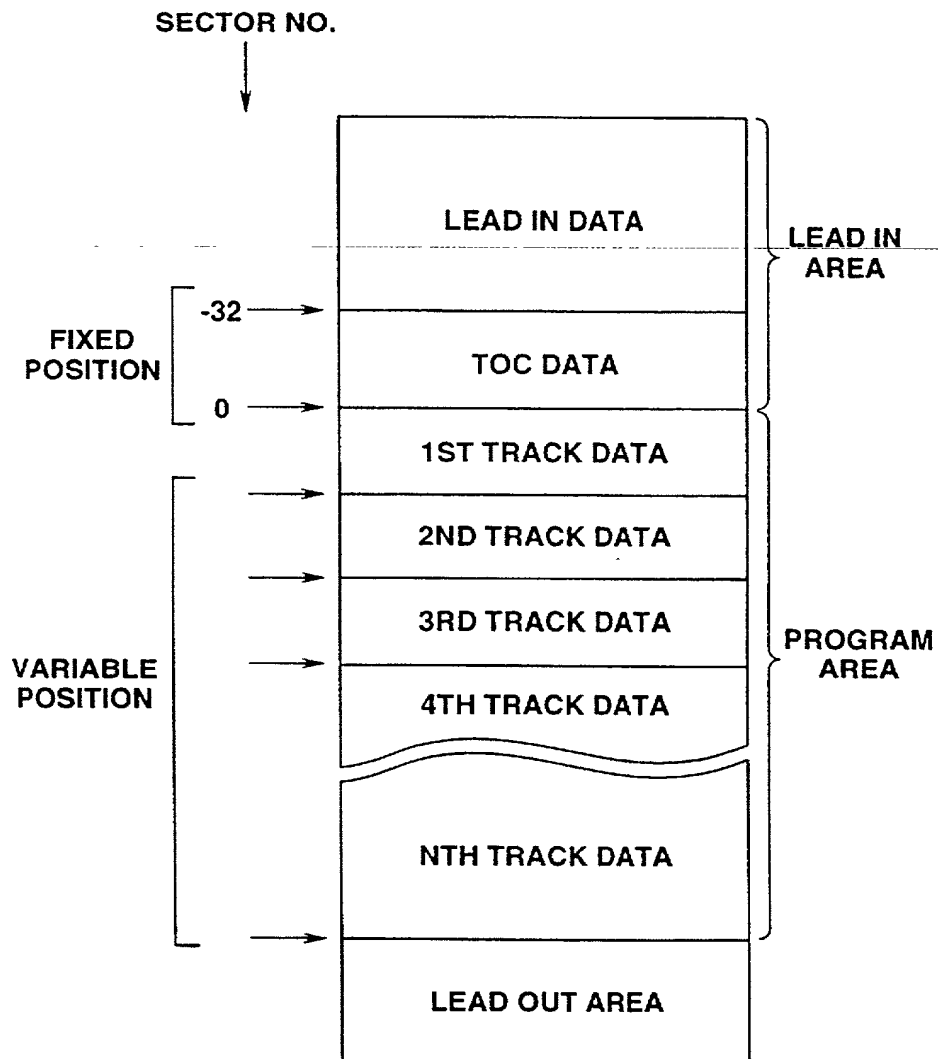 SECTOR NO.
LEAD IN DATA
LEAD IN
AREA
-32
FIXED
POSITION
TOC DATA
0
1ST TRACK DATA
2ND TRACK DATA
3RD TRACK DATA
PROGRAM
AREA
VARIABLE
POSITION
4TH TRACK DATA
NTH TRACK DATA
LEAD OUT AREA